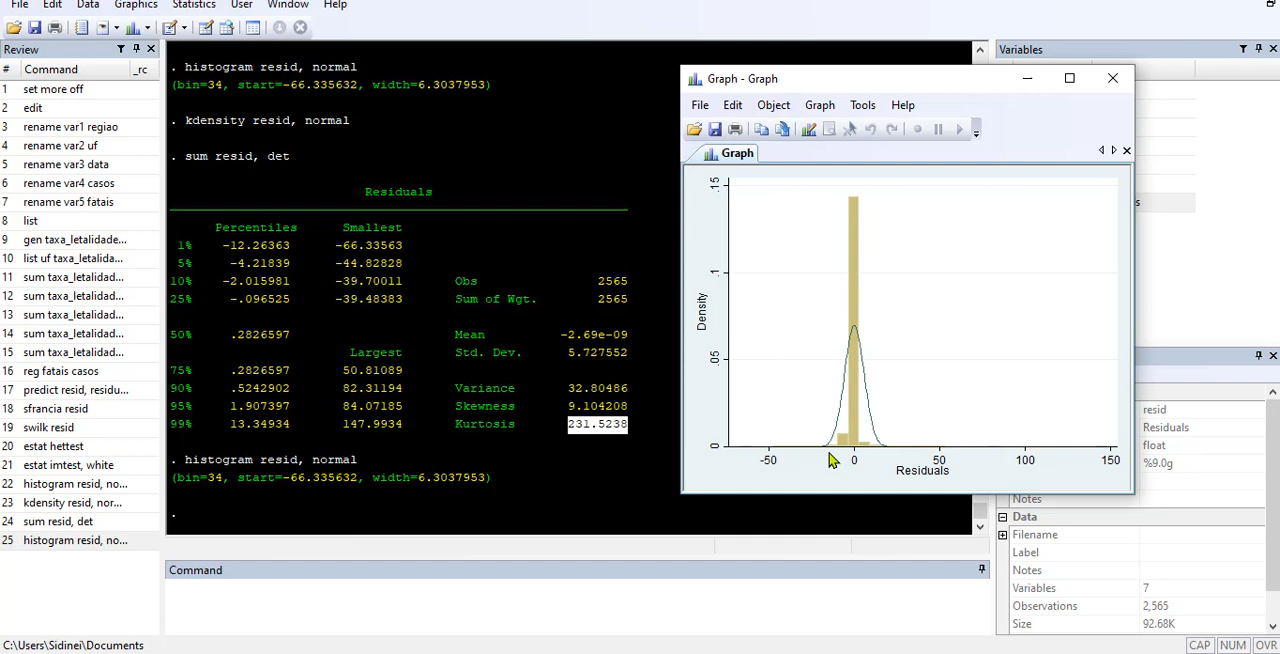 File Edit Data Graphics Statistics User Window Help
Review
# Command _rc
1 set more off
2 edit
3 rename var1 regiao
4 rename var2 uf
5 rename var3 data
6 rename var4 casos
7 rename var5 fatais
8 list
9 gen taxa_letalidade...
10 list uf taxa_letalida...
11 sum taxa_letalidad...
12 sum taxa_letalidad...
13 sum taxa_letalidad...
14 sum taxa_letalidad...
15 sum taxa_letalidad...
16 reg fatais casos
17 predict resid, residu...
18 sfrancia resid
19 swilk resid
20 estat hettest
21 estat imtest, white
22 histogram resid, nor...
23 kdensity resid, nor...
24 sum resid, det
25 histogram resid, no...
. histogram resid, normal
(bin=34, start=-66.335632, width=6.3037953)
. kdensity resid, normal
. sum resid, det
Residuals
Percentiles Smallest
1% -12.26363 -66.33563
5% -4.21839 -44.82828
10% -2.015981 -39.70011 Obs 2565
25% -.096525 -39.48383 Sum of Wgt. 2565
50% .2826597 Mean -2.69e-09
Largest Std. Dev. 5.727552
75% .2826597 50.81089
90% .5242902 82.31194 Variance 32.80486
95% 1.907397 84.07185 Skewness 9.104208
99% 13.34934 147.9934 Kurtosis 231.5238
. histogram resid, normal
(bin=34, start=-66.335632, width=6.3037953)
.
Command
Graph - Graph
File Edit Object Graph Tools Help
Graph
.15
.1
.05
0
Density
-50 0 50 100 150
Residuals
Variables
s
resid
Residuals
float
%9.0g
Notes
Data
Filename
Label
Notes
Variables 7
Observations 2,565
Size 92.68K
C:\Users\Sidinei\Documents
CAP NUM OVR